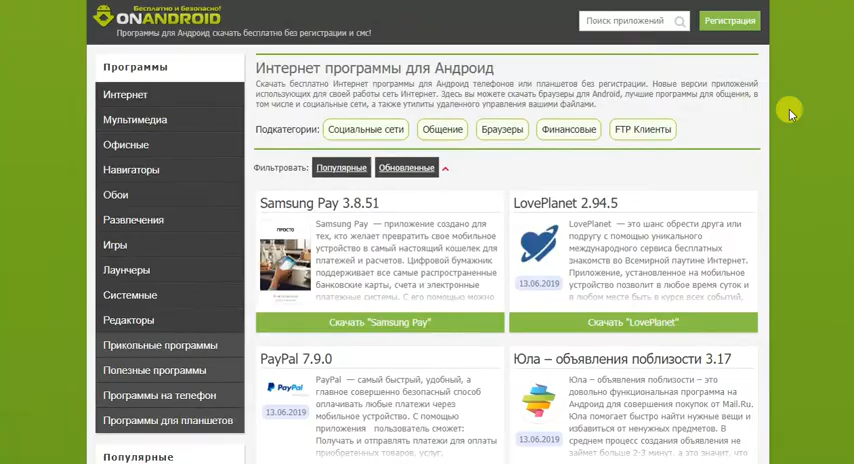 Бесплатно и Безопасно!
ONANDROID
Программы для Андроид скачать бесплатно без регистрации и смс!
Поиск приложений
Регистрация
Программы
Интернет
Мультимедиа
Офисные
Навигаторы
Обои
Развлечения
Игры
Лаунчеры
Системные
Редакторы
Прикольные программы
Полезные программы
Программы на телефон
Программы для планшетов
Популярные
Интернет программы для Андроид
Скачать бесплатно Интернет программы для Андроид телефонов или планшетов без регистрации. Новые версии приложений
использующих для своей работы сеть Интернет. Здесь вы можете скачать браузеры для Android, лучшие программы для общения, в
том числе и социальные сети, а также утилиты удаленного управления вашими файлами.
Подкатегории: Социальные сети Общение Браузеры Финансовые FTP Клиенты
Фильтровать: Популярные Обновленные
Samsung Pay 3.8.51
ПРОСТО
Samsung Pay — приложение создано для
тех, кто желает превратить свое мобильное
устройство в самый настоящий кошелек для
платежей и расчетов. Цифровой бумажник
поддерживает все самые распространенные
банковские карты, счета и электронные
платежные системы. С его помощью можно
Скачать "Samsung Pay"
LovePlanet 2.94.5
13.06.2019
LovePlanet — это шанс обрести друга или
подругу с помощью уникального
международного сервиса бесплатных
знакомств во Всемирной паутине Интернет.
Приложение, установленное на мобильное
устройство позволит в любое время суток и
в любом месте быть в курсе всех событий,
Скачать "LovePlanet"
PayPal 7.9.0
PayPal
13.06.2019
PayPal — самый быстрый, удобный, а
главное совершенно безопасный способ
оплачивать любые платежи через
мобильное устройство. С помощью
приложения пользователь сможет:
Получать и отправлять платежи для оплаты
приобретенных товаров, услуг.
Юла – объявления поблизости 3.17
13.06.2019
Юла – объявления поблизости – это
довольно функциональная программа на
Андроид для совершения покупок от Mail.Ru.
Юла помогает быстро найти нужные вещи и
избавиться от ненужных предметов. В
среднем процесс создания объявления не
займет больше 2-3 минут, а это значит, что